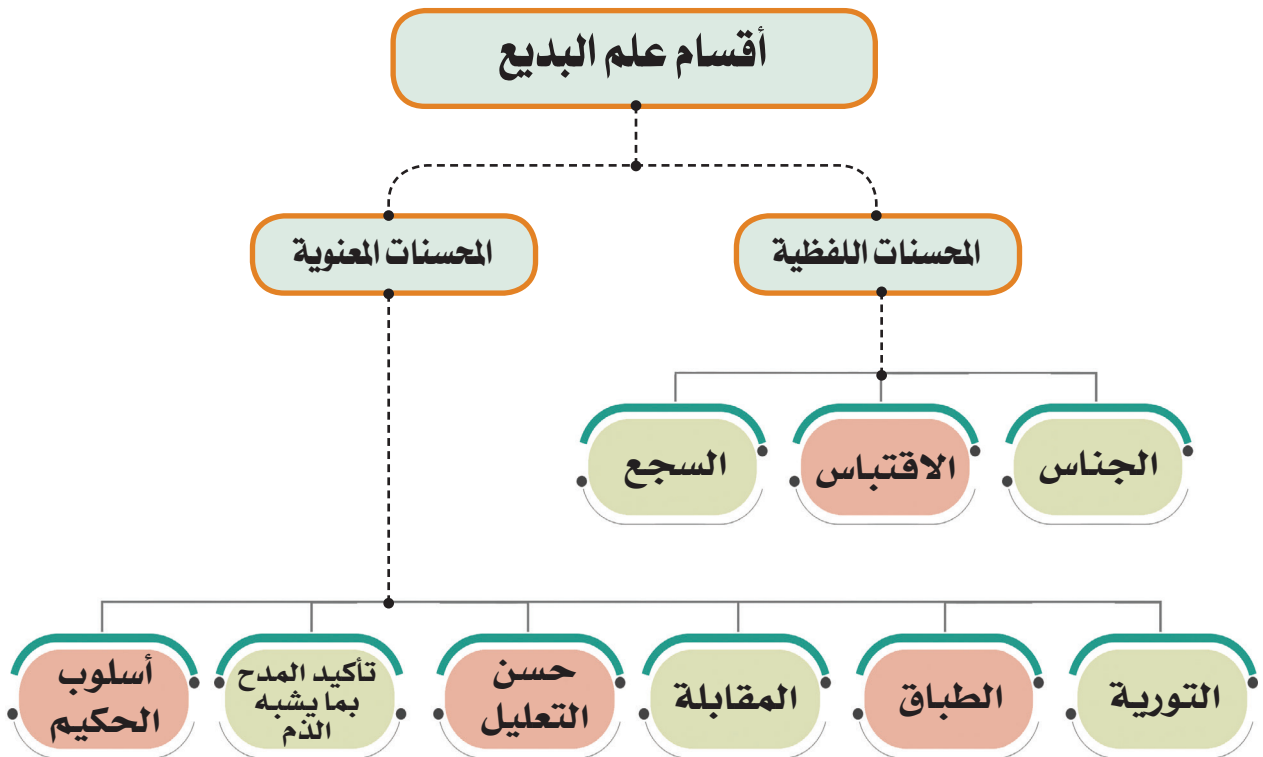 أقسام علم البديع
المحسنات اللفظية
المحسنات المعنوية
الجناس
الاقتباس
السجع
التورية
الطباق
المقابلة
حسن
التعليل
تأكيد المدح
بما يشبه
الذم
أسلوب
الحكيم